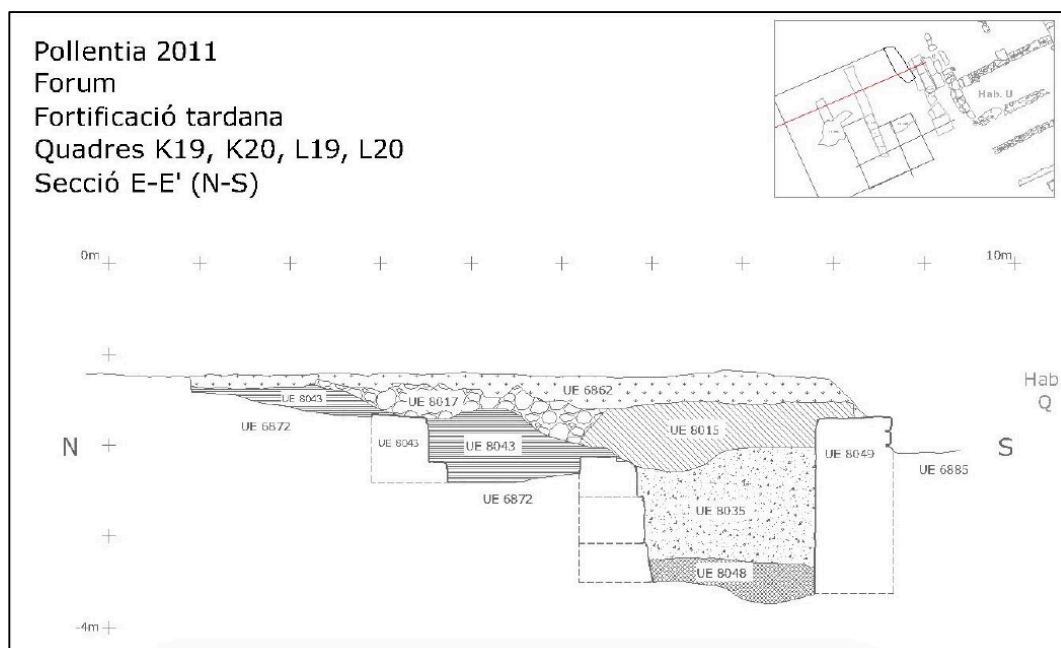 Pollentia 2011
Forum
Fortificació tardana
Quadres K19, K20, L19, L20
Secció E-E' (N-S)
Hab. U
0m
10m
UE 6862
Hab
Q
UE 8043
UE 8017
UE 6872
UE 8015
N
UE 8043
UE 8043
UE 8049
S
UE 6885
UE 6872
UE 8035
UE 8048
-4m